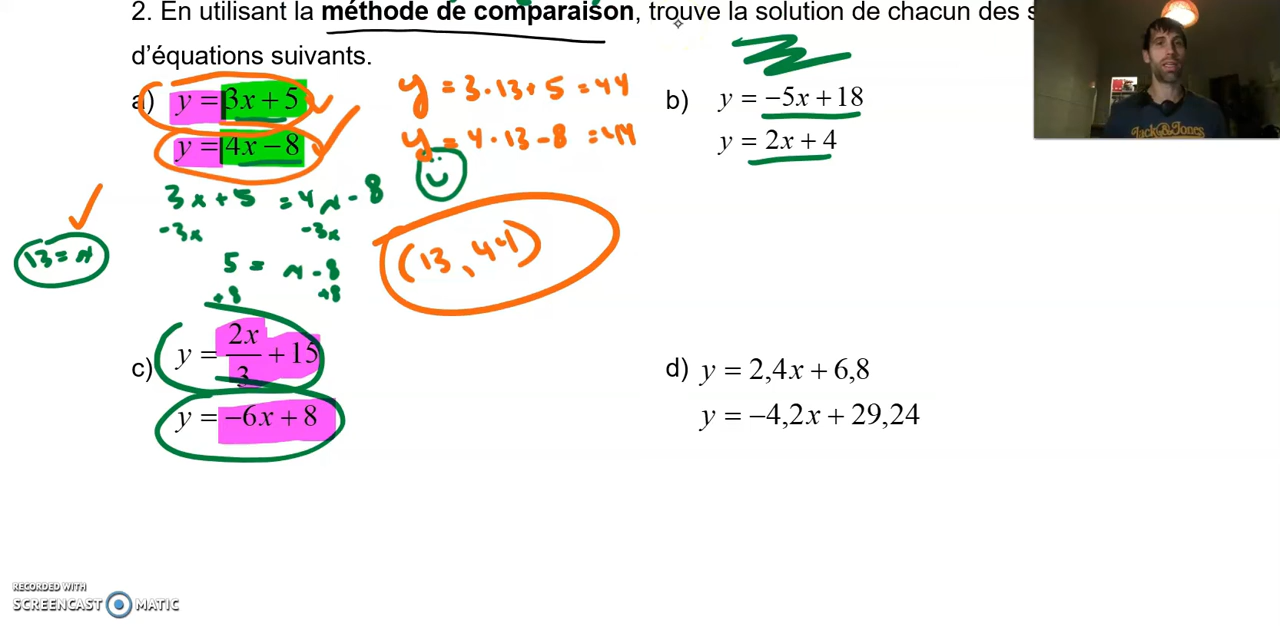 2. En utilisant la méthode de comparaison, trouve la solution de chacun des s
d'équations suivants.
a) y = 3x + 5
y = 4x − 8
y = 3 · 13 + 5 = 44
y = 4 · 13 − 8 = 44
3x + 5 = 4x − 8
−3x −3x
5 = x − 8
+8 +8
13 = x
(13, 44)
b) y = −5x + 18
y = 2x + 4
c) y = 2x/3 + 15
y = −6x + 8
d) y = 2,4x + 6,8
y = −4,2x + 29,24
Jack & Jones
RECORDED WITH
SCREENCAST MATIC